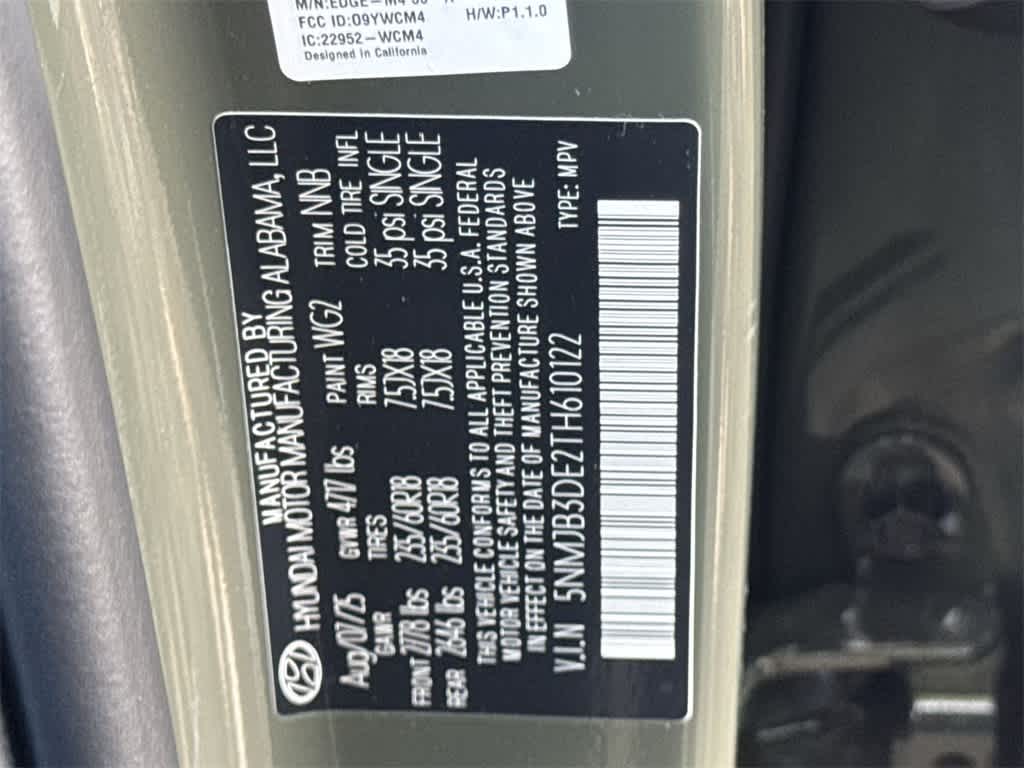 FCC ID:O9YWCM4
H/W:P1.1.0
IC:22952-WCM4
Designed in California
MANUFACTURED BY
HYUNDAI MOTOR MANUFACTURING ALABAMA, LLC
Aug/07/25 GVWR 4717 lbs PAINT WG2 TRIM NNB
GAWR TIRES RIMS COLD TIRE INFL
FRONT 2778 lbs 235/60R18 7.5JX18 35 psi SINGLE
REAR 2646 lbs 235/60R18 7.5JX18 35 psi SINGLE
THIS VEHICLE CONFORMS TO ALL APPLICABLE U.S.A. FEDERAL
MOTOR VEHICLE SAFETY AND THEFT PREVENTION STANDARDS
IN EFFECT ON THE DATE OF MANUFACTURE SHOWN ABOVE
V.I.N 5NMJB3DE2TH610122 TYPE: MPV